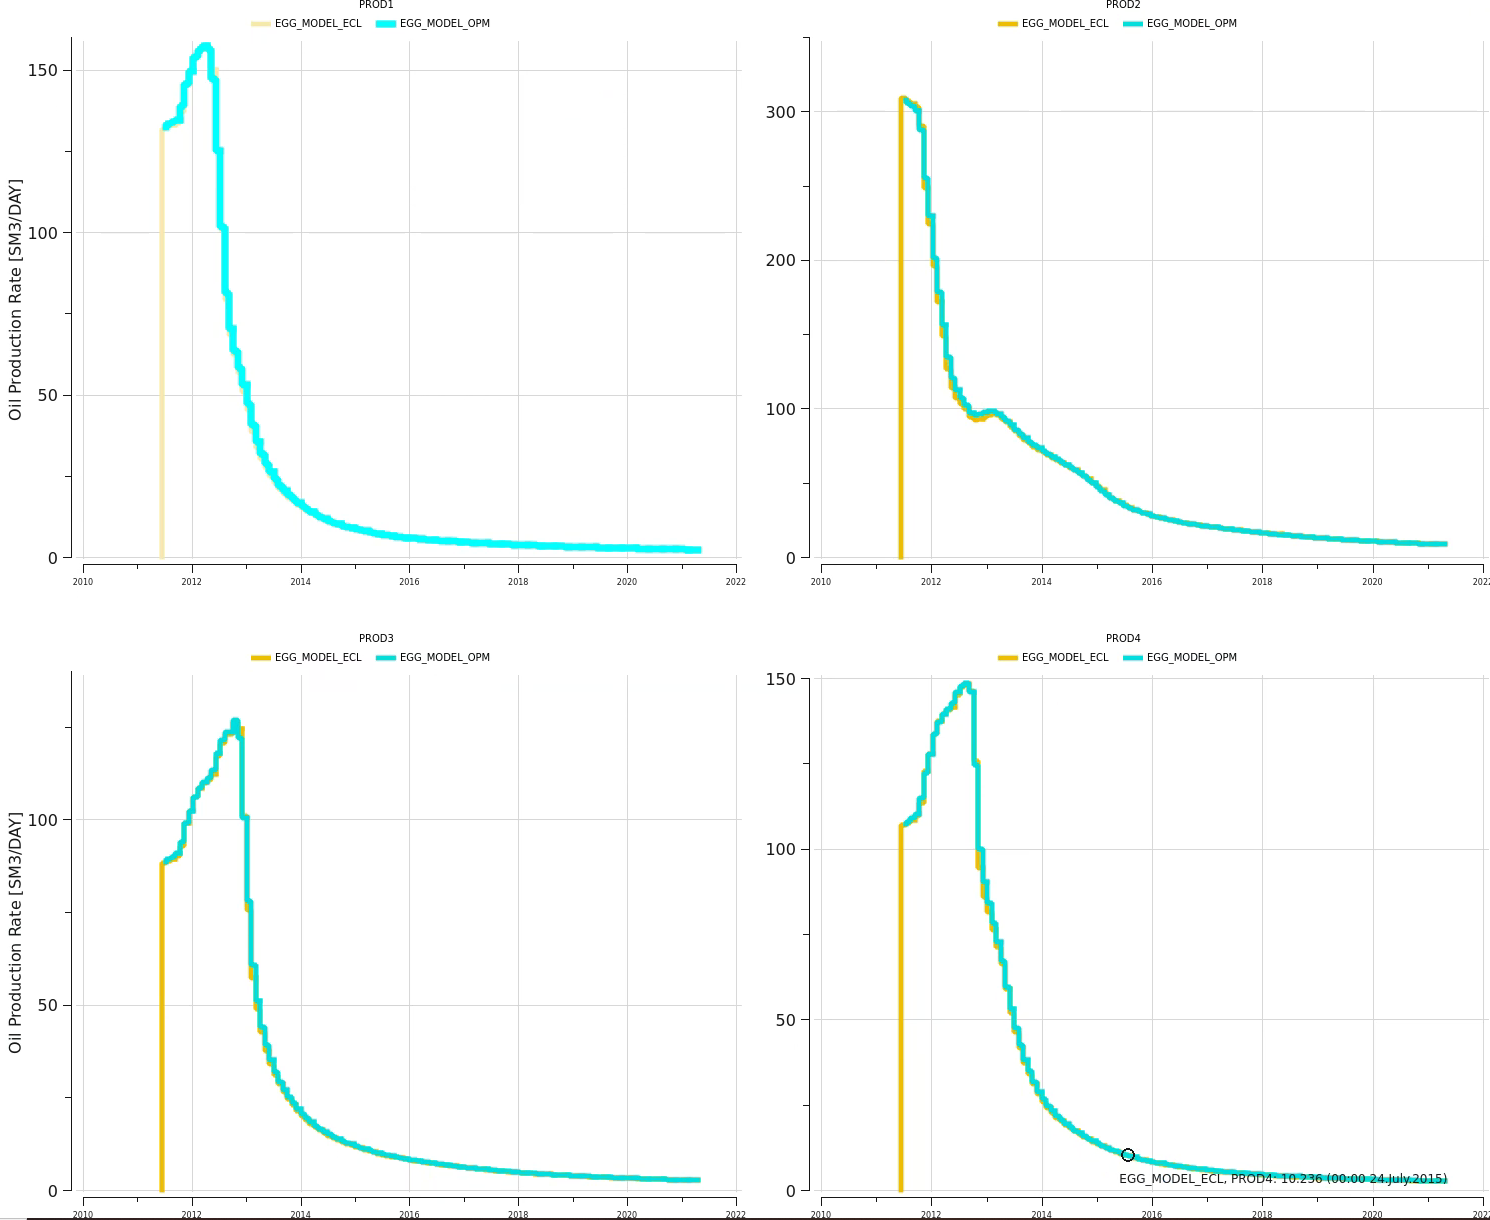 PROD1
EGG_MODEL_ECL EGG_MODEL_OPM
Oil Production Rate [SM3/DAY]
150
100
50
0
2010 2012 2014 2016 2018 2020 2022
PROD2
EGG_MODEL_ECL EGG_MODEL_OPM
300
200
100
0
2010 2012 2014 2016 2018 2020 2022
PROD3
EGG_MODEL_ECL EGG_MODEL_OPM
Oil Production Rate [SM3/DAY]
100
50
0
2010 2012 2014 2016 2018 2020 2022
PROD4
EGG_MODEL_ECL EGG_MODEL_OPM
150
100
50
0
EGG_MODEL_ECL, PROD4: 10.236 (00:00 24.July.2015)
2010 2012 2014 2016 2018 2020 2022